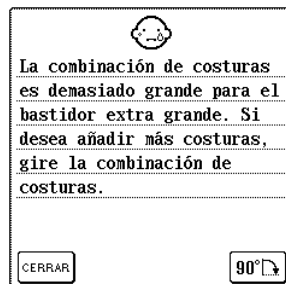 La combinación de costuras
es demasiado grande para el
bastidor extra grande. Si
desea añadir más costuras,
gire la combinación de
costuras.
CERRAR
90°